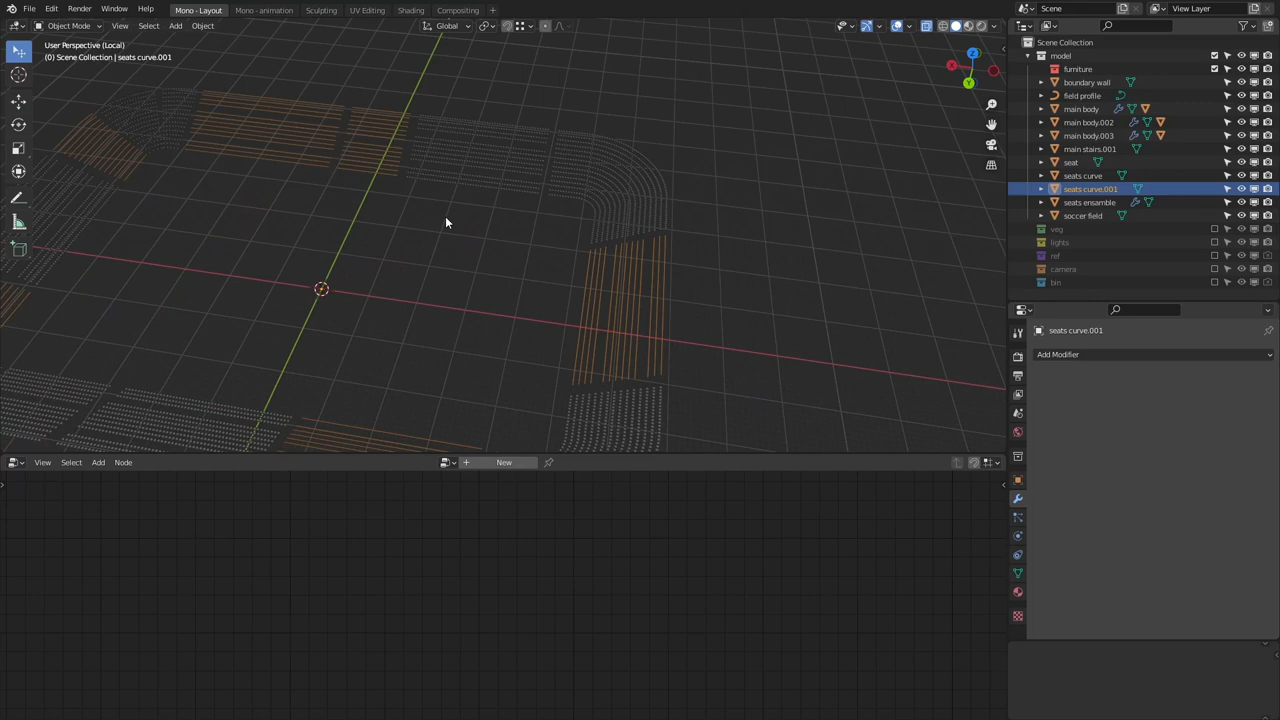 File Edit Render Window Help Mono - Layout Mono - animation Sculpting UV Editing Shading Compositing Scene View Layer
Object Mode View Select Add Object Global
User Perspective (Local)
(0) Scene Collection | seats curve.001
Z
Y
Scene Collection
model
furniture
boundary wall
field profile
main body
main body.002
main body.003
main stairs.001
seat
seats curve
seats curve.001
seats ensamble
soccer field
veg
lights
ref
camera
bin
seats curve.001
Add Modifier
View Select Add Node New